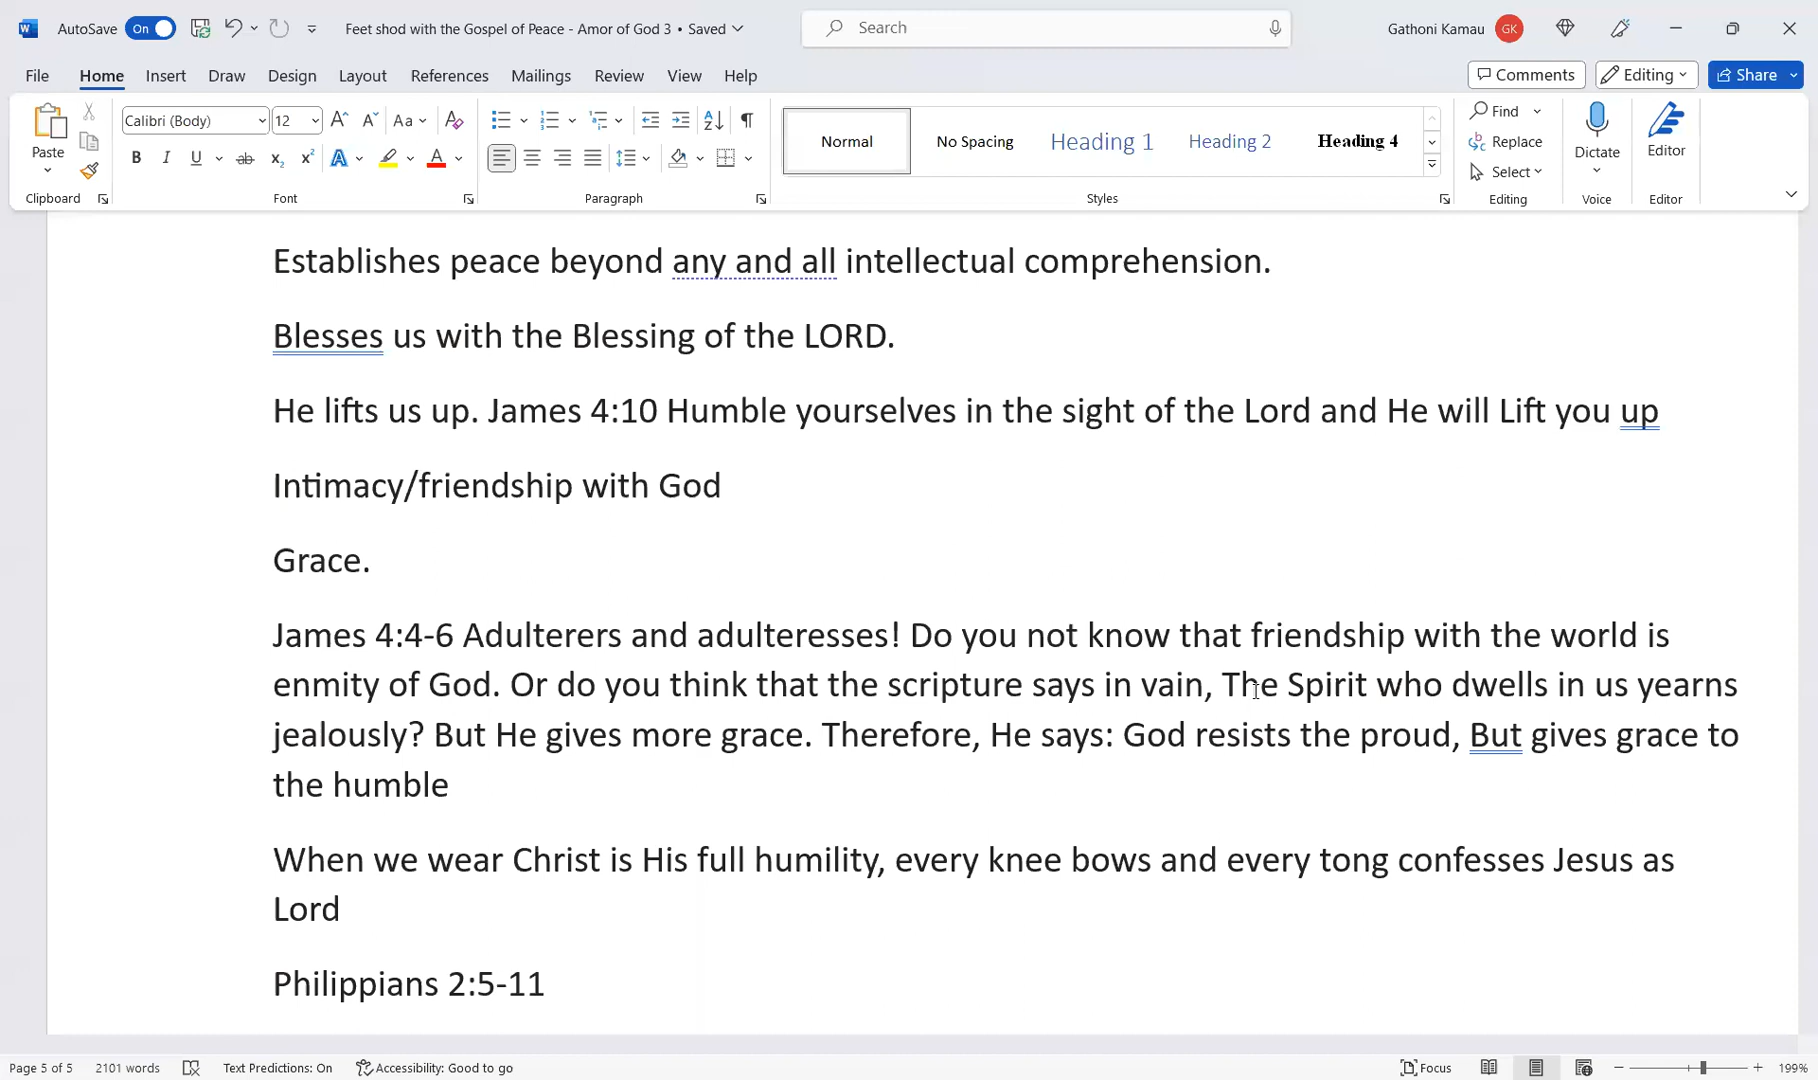 AutoSave On Feet shod with the Gospel of Peace - Amor of God 3 • Saved Search Gathoni Kamau GK
File Home Insert Draw Design Layout References Mailings Review View Help Comments Editing Share
Paste Calibri (Body) 12 Aa B I U ab x₂ x² A A A Z ¶
Normal No Spacing Heading 1 Heading 2 Heading 4
Find Replace Select Dictate Editor
Clipboard Font Paragraph Styles Editing Voice Editor
Establishes peace beyond any and all intellectual comprehension.
Blesses us with the Blessing of the LORD.
He lifts us up. James 4:10 Humble yourselves in the sight of the Lord and He will Lift you up
Intimacy/friendship with God
Grace.
James 4:4-6 Adulterers and adulteresses! Do you not know that friendship with the world is
enmity of God. Or do you think that the scripture says in vain, The Spirit who dwells in us yearns
jealously? But He gives more grace. Therefore, He says: God resists the proud, But gives grace to
the humble
When we wear Christ is His full humility, every knee bows and every tong confesses Jesus as
Lord
Philippians 2:5-11
Page 5 of 5 2101 words Text Predictions: On Accessibility: Good to go Focus 199%